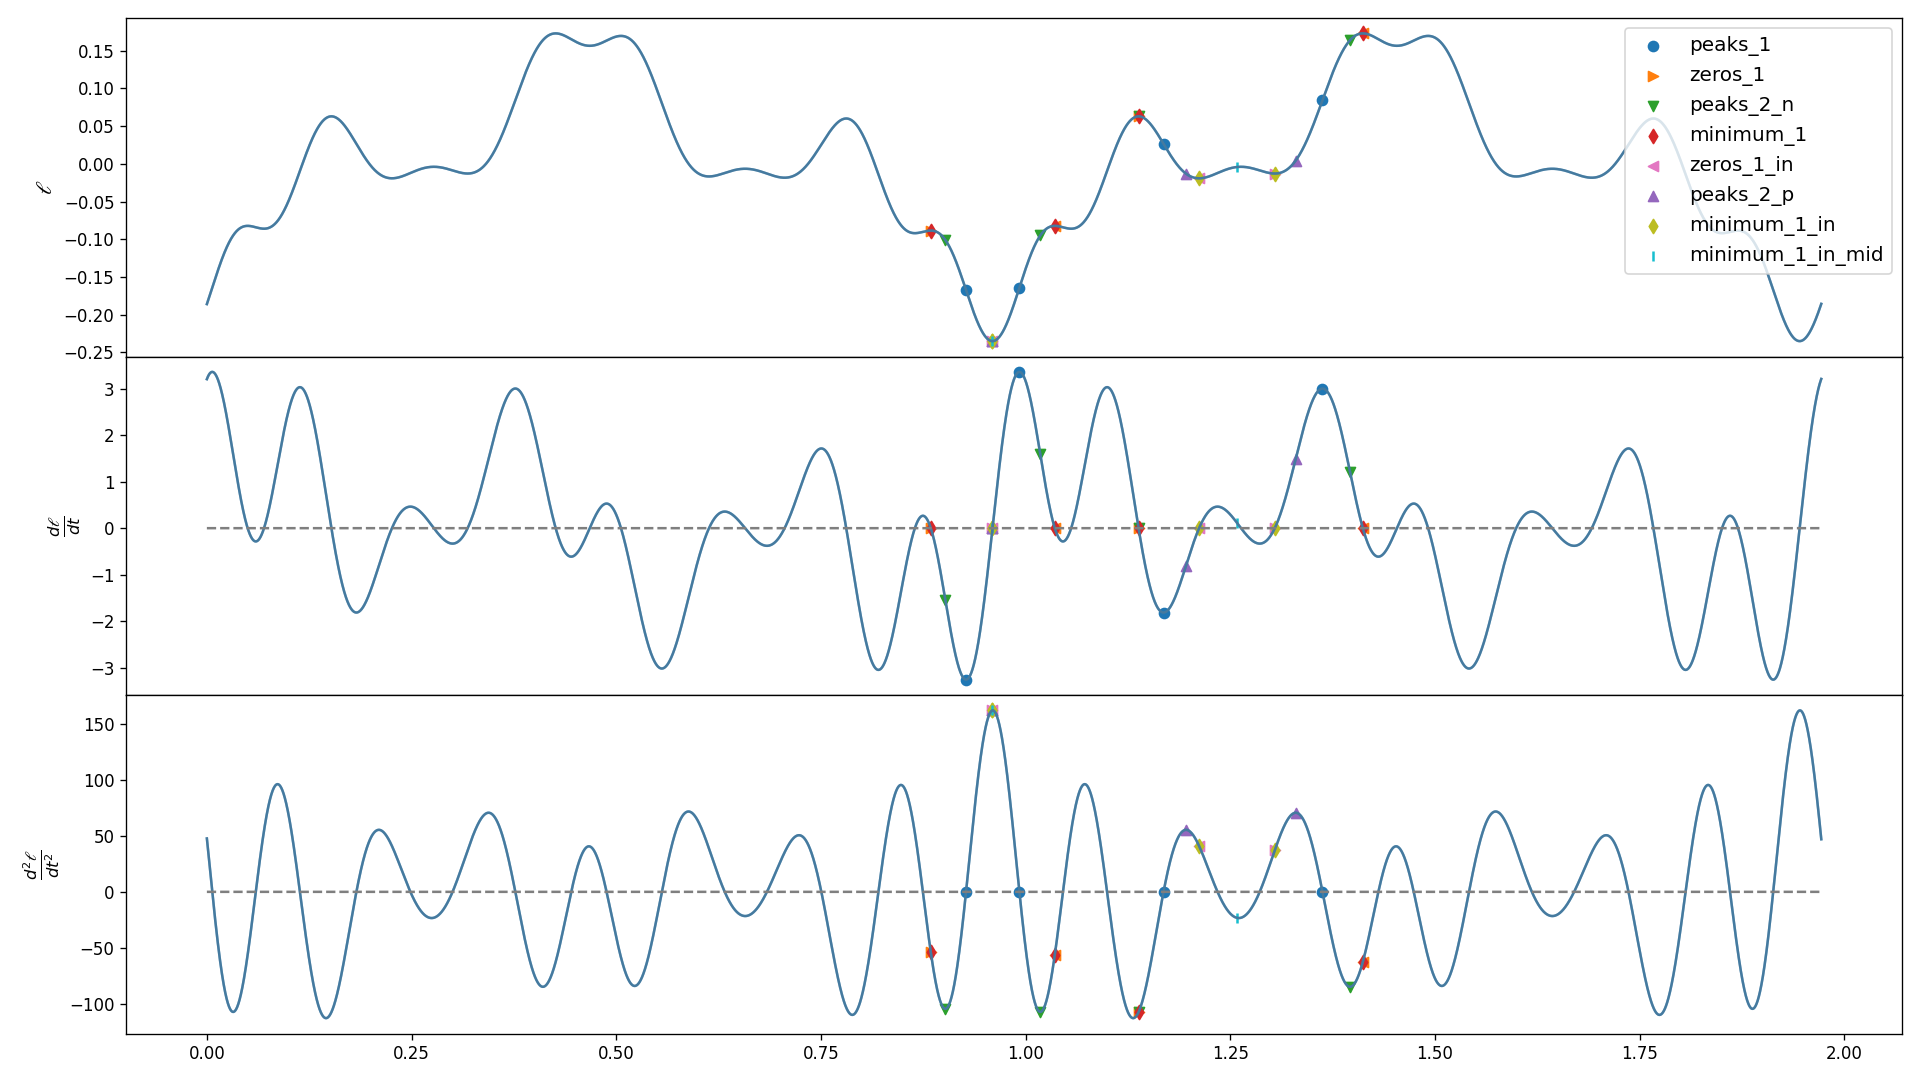 ℓ
0.15
0.10
0.05
0.00
−0.05
−0.10
−0.15
−0.20
−0.25
peaks_1
zeros_1
peaks_2_n
minimum_1
zeros_1_in
peaks_2_p
minimum_1_in
minimum_1_in_mid
dℓ
dt
3
2
1
0
−1
−2
−3
d²ℓ
dt²
150
100
50
0
−50
−100
0.00 0.25 0.50 0.75 1.00 1.25 1.50 1.75 2.00